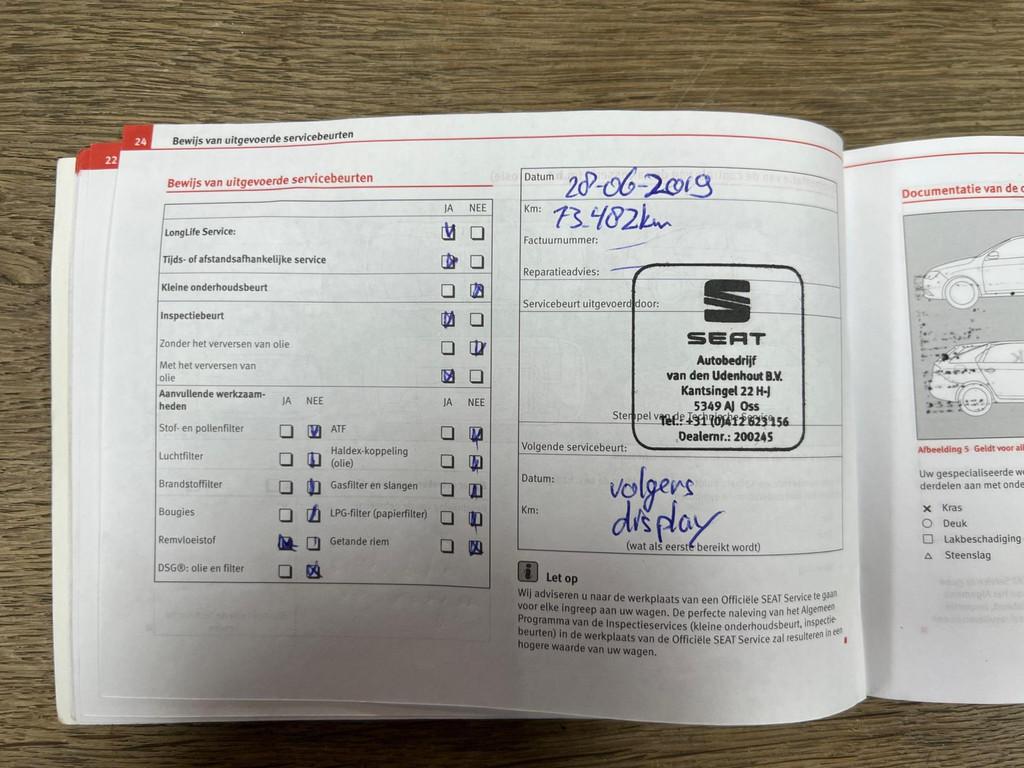 24 Bewijs van uitgevoerde servicebeurten
22
Bewijs van uitgevoerde servicebeurten
JA NEE
LongLife Service:
Tijds- of afstandsafhankelijke service
Kleine onderhoudsbeurt
Inspectiebeurt
Zonder het verversen van olie
Met het verversen van
olie
Aanvullende werkzaam-
heden
JA NEE
JA NEE
Stof- en pollenfilter
ATF
Luchtfilter
Haldex-koppeling
(olie)
Brandstoffilter
Gasfilter en slangen
Bougies
LPG-filter (papierfilter)
Remvloeistof
Getande riem
DSG®: olie en filter
Datum 28-06-2019
Km: 73.482km
Factuurnummer:
Reparatieadvies:
Servicebeurt uitgevoerd door:
SEAT
Autobedrijf
van den Udenhout B.V.
Kantsingel 22 H-J
5349 AJ Oss
Stempel van de Technische Service
Tel.: +31 (0)412 623 156
Dealernr.: 200245
Volgende servicebeurt:
Datum: volgens
Km: display
(wat als eerste bereikt wordt)
i Let op
Wij adviseren u naar de werkplaats van een Officiële SEAT Service te gaan
voor elke ingreep aan uw wagen. De perfecte naleving van het Algemeen
Programma van de Inspectieservices (kleine onderhoudsbeurt, inspectie-
beurten) in de werkplaats van de Officiële SEAT Service zal resulteren in een
hogere waarde van uw wagen.
Documentatie van de
Afbeelding 5 Geldt voor
Uw gespecialiseerde
derdelen aan met
Kras
Deuk
Lakbeschadiging
Steenslag